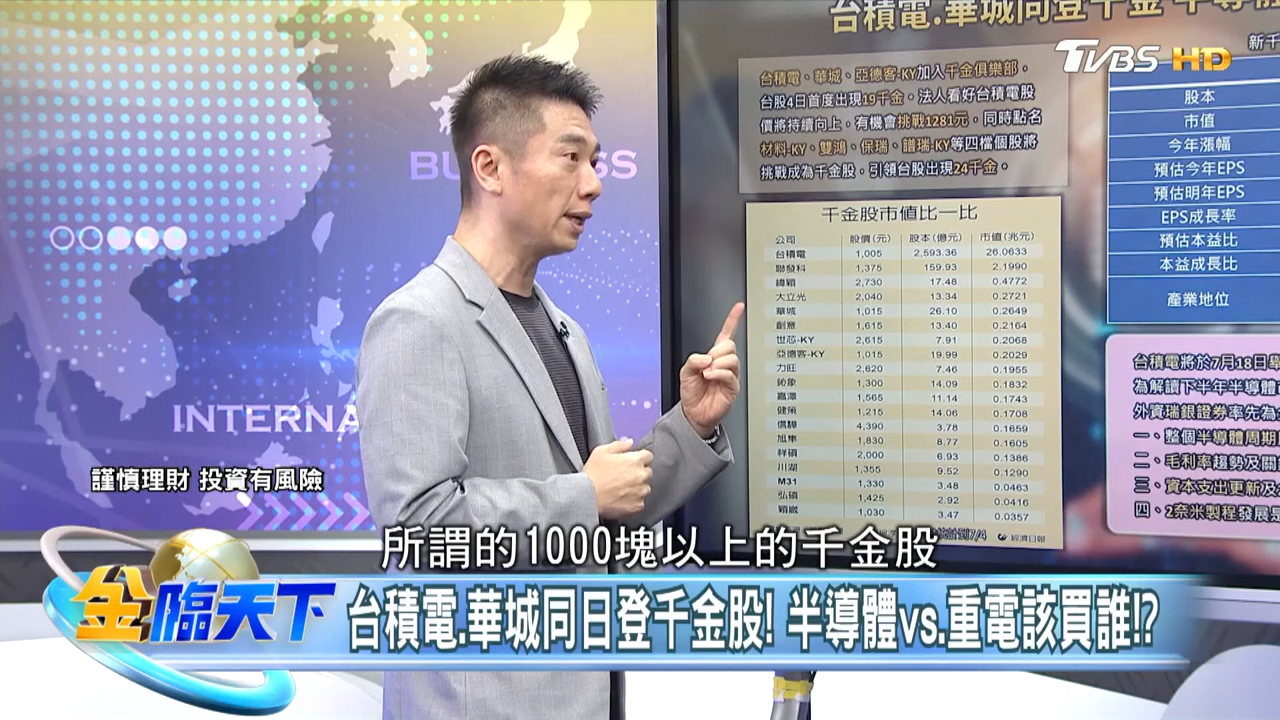 台積電.華城同登千金 半導體
新千
TVBS HD
台積電、華城、亞德客-KY加入千金俱樂部，
台股4日首度出現19千金。法人看好台積電股
價將持續向上，有機會挑戰1281元，同時點名
材料-KY、雙鴻、保瑞、譜瑞-KY等四檔個股將
挑戰成為千金股，引領台股出現24千金。
股本
市值
今年漲幅
預估今年EPS
預估明年EPS
EPS成長率
預估本益比
本益成長比
產業地位
BU SS
INTERNA
千金股市值比一比
公司 股價(元) 股本(億元) 市值(兆元)
台積電 1,005 2,593.36 26.0633
聯發科 1,375 159.93 2.1990
緯穎 2,730 17.48 0.4772
大立光 2,040 13.34 0.2721
華城 1,015 26.10 0.2649
創意 1,615 13.40 0.2164
世芯-KY 2,615 7.91 0.2068
亞德客-KY 1,015 19.99 0.2029
力旺 2,620 7.46 0.1955
鈊象 1,300 14.09 0.1832
嘉澤 1,565 11.14 0.1743
健策 1,215 14.06 0.1708
信驊 4,390 3.78 0.1659
旭隼 1,830 8.77 0.1605
祥碩 2,000 6.93 0.1386
川湖 1,355 9.52 0.1290
M31 1,330 3.48 0.0463
弘碩 1,425 2.92 0.0416
穎崴 1,030 3.47 0.0357
統計到7/4 經濟日報
台積電將於7月18日舉
為解讀下半年半導體
外資瑞銀證券率先為
一、整個半導體周期
二、毛利率趨勢及關
三、資本支出更新及
四、2奈米製程發展是
謹慎理財 投資有風險
所謂的1000塊以上的千金股
金臨天下
台積電.華城同日登千金股! 半導體vs.重電該買誰!?